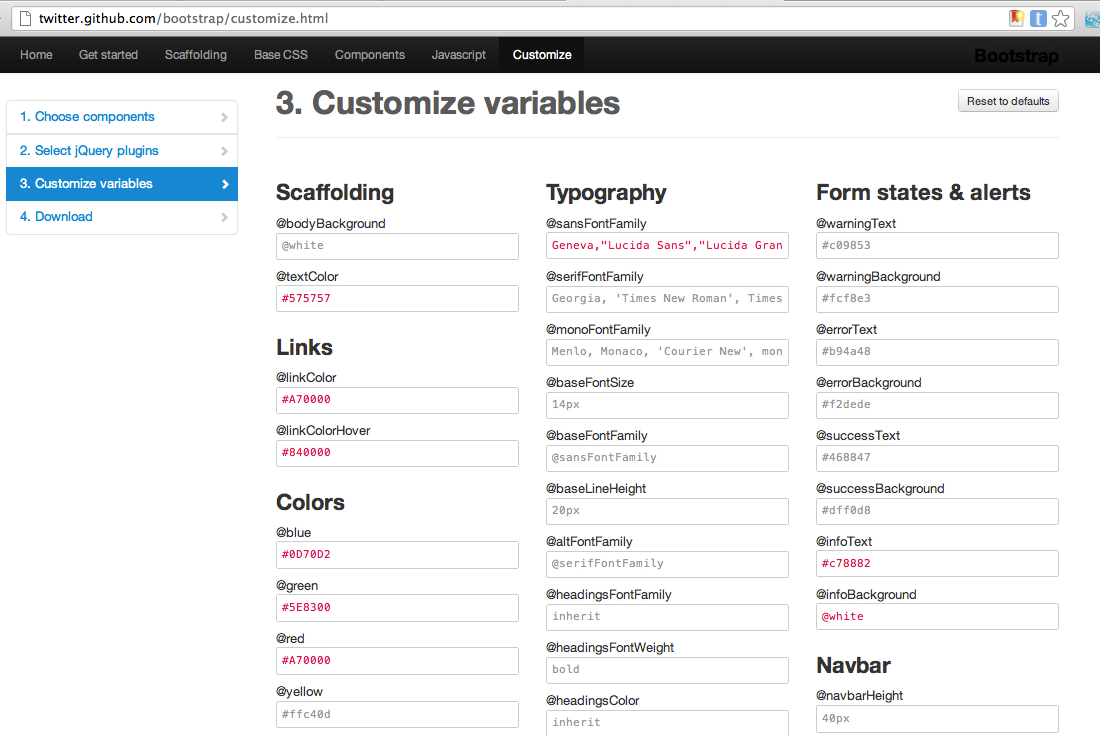 twitter.github.com/bootstrap/customize.html
Home Get started Scaffolding Base CSS Components Javascript Customize Bootstrap
1. Choose components
2. Select jQuery plugins
3. Customize variables
4. Download
3. Customize variables
Reset to defaults
Scaffolding
@bodyBackground
@white
@textColor
#575757
Links
@linkColor
#A70000
@linkColorHover
#840000
Colors
@blue
#0D70D2
@green
#5E8300
@red
#A70000
@yellow
#ffc40d
Typography
@sansFontFamily
Geneva,"Lucida Sans","Lucida Gran
@serifFontFamily
Georgia, 'Times New Roman', Times
@monoFontFamily
Menlo, Monaco, 'Courier New', mon
@baseFontSize
14px
@baseFontFamily
@sansFontFamily
@baseLineHeight
20px
@altFontFamily
@serifFontFamily
@headingsFontFamily
inherit
@headingsFontWeight
bold
@headingsColor
inherit
Form states & alerts
@warningText
#c09853
@warningBackground
#fcf8e3
@errorText
#b94a48
@errorBackground
#f2dede
@successText
#468847
@successBackground
#dff0d8
@infoText
#c78882
@infoBackground
@white
Navbar
@navbarHeight
40px